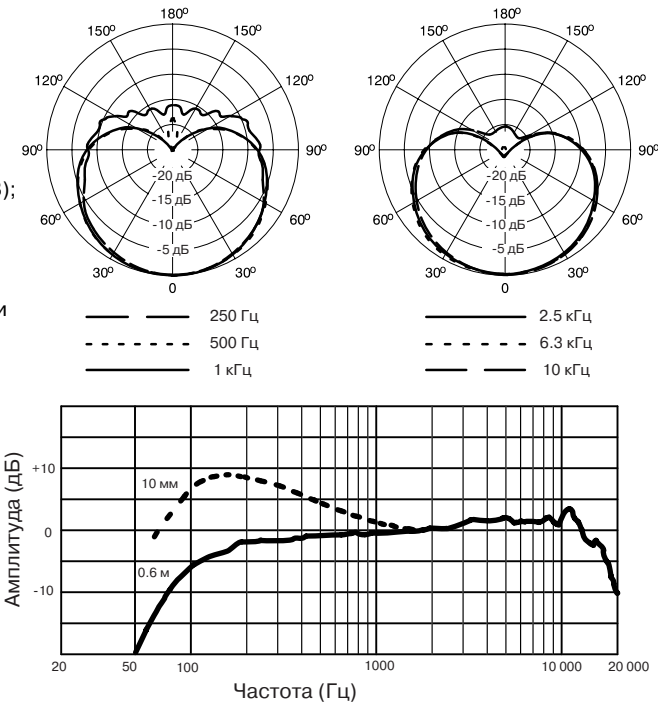 180º
150º 150º
120º 120º
90º 90º
-20 дБ
-15 дБ
60º 60º
-10 дБ
-5 дБ
30º 30º
0
250 Гц
500 Гц
1 кГц
180º
150º 150º
120º 120º
90º 90º
-20 дБ
-15 дБ
60º 60º
-10 дБ
-5 дБ
30º 30º
0
2.5 кГц
6.3 кГц
10 кГц
);
и
Амплитуда (дБ)
+10
0
-10
10 мм
0.6 м
20 50 100 1000 10 000 20 000
Частота (Гц)